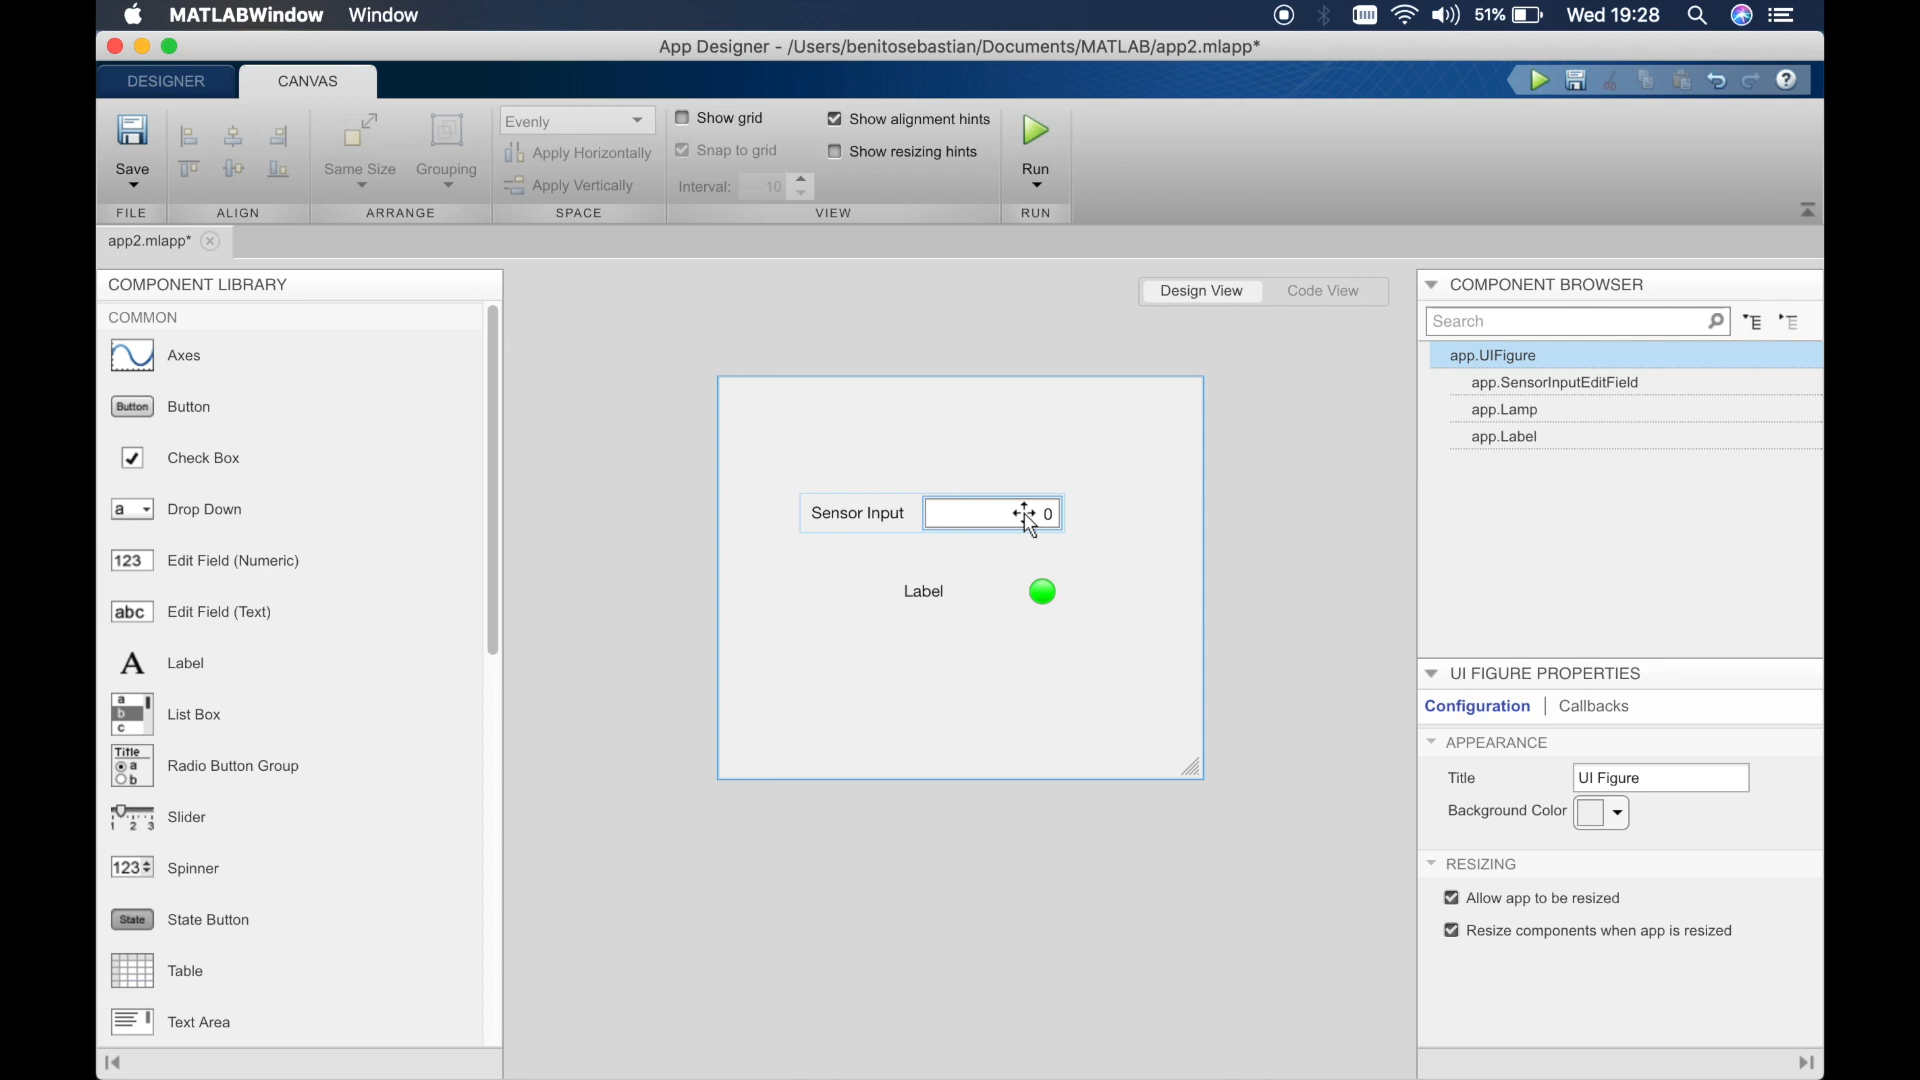 MATLABWindow Window 51% Wed 19:28
App Designer - /Users/benitosebastian/Documents/MATLAB/app2.mlapp*
DESIGNER CANVAS
Evenly Show grid Show alignment hints
Save Same Size Grouping Apply Horizontally Snap to grid Show resizing hints Run
Apply Vertically Interval: 10
FILE ALIGN ARRANGE SPACE VIEW RUN
app2.mlapp*
COMPONENT LIBRARY
COMMON
Axes
Button Button
Check Box
a Drop Down
123 Edit Field (Numeric)
abc Edit Field (Text)
A Label
a
b List Box
c
Title
a Radio Button Group
b
1 2 3 Slider
123 Spinner
State State Button
Table
Text Area
Design View Code View
Sensor Input 0
Label
COMPONENT BROWSER
Search
app.UIFigure
app.SensorInputEditField
app.Lamp
app.Label
UI FIGURE PROPERTIES
Configuration | Callbacks
APPEARANCE
Title UI Figure
Background Color
RESIZING
Allow app to be resized
Resize components when app is resized